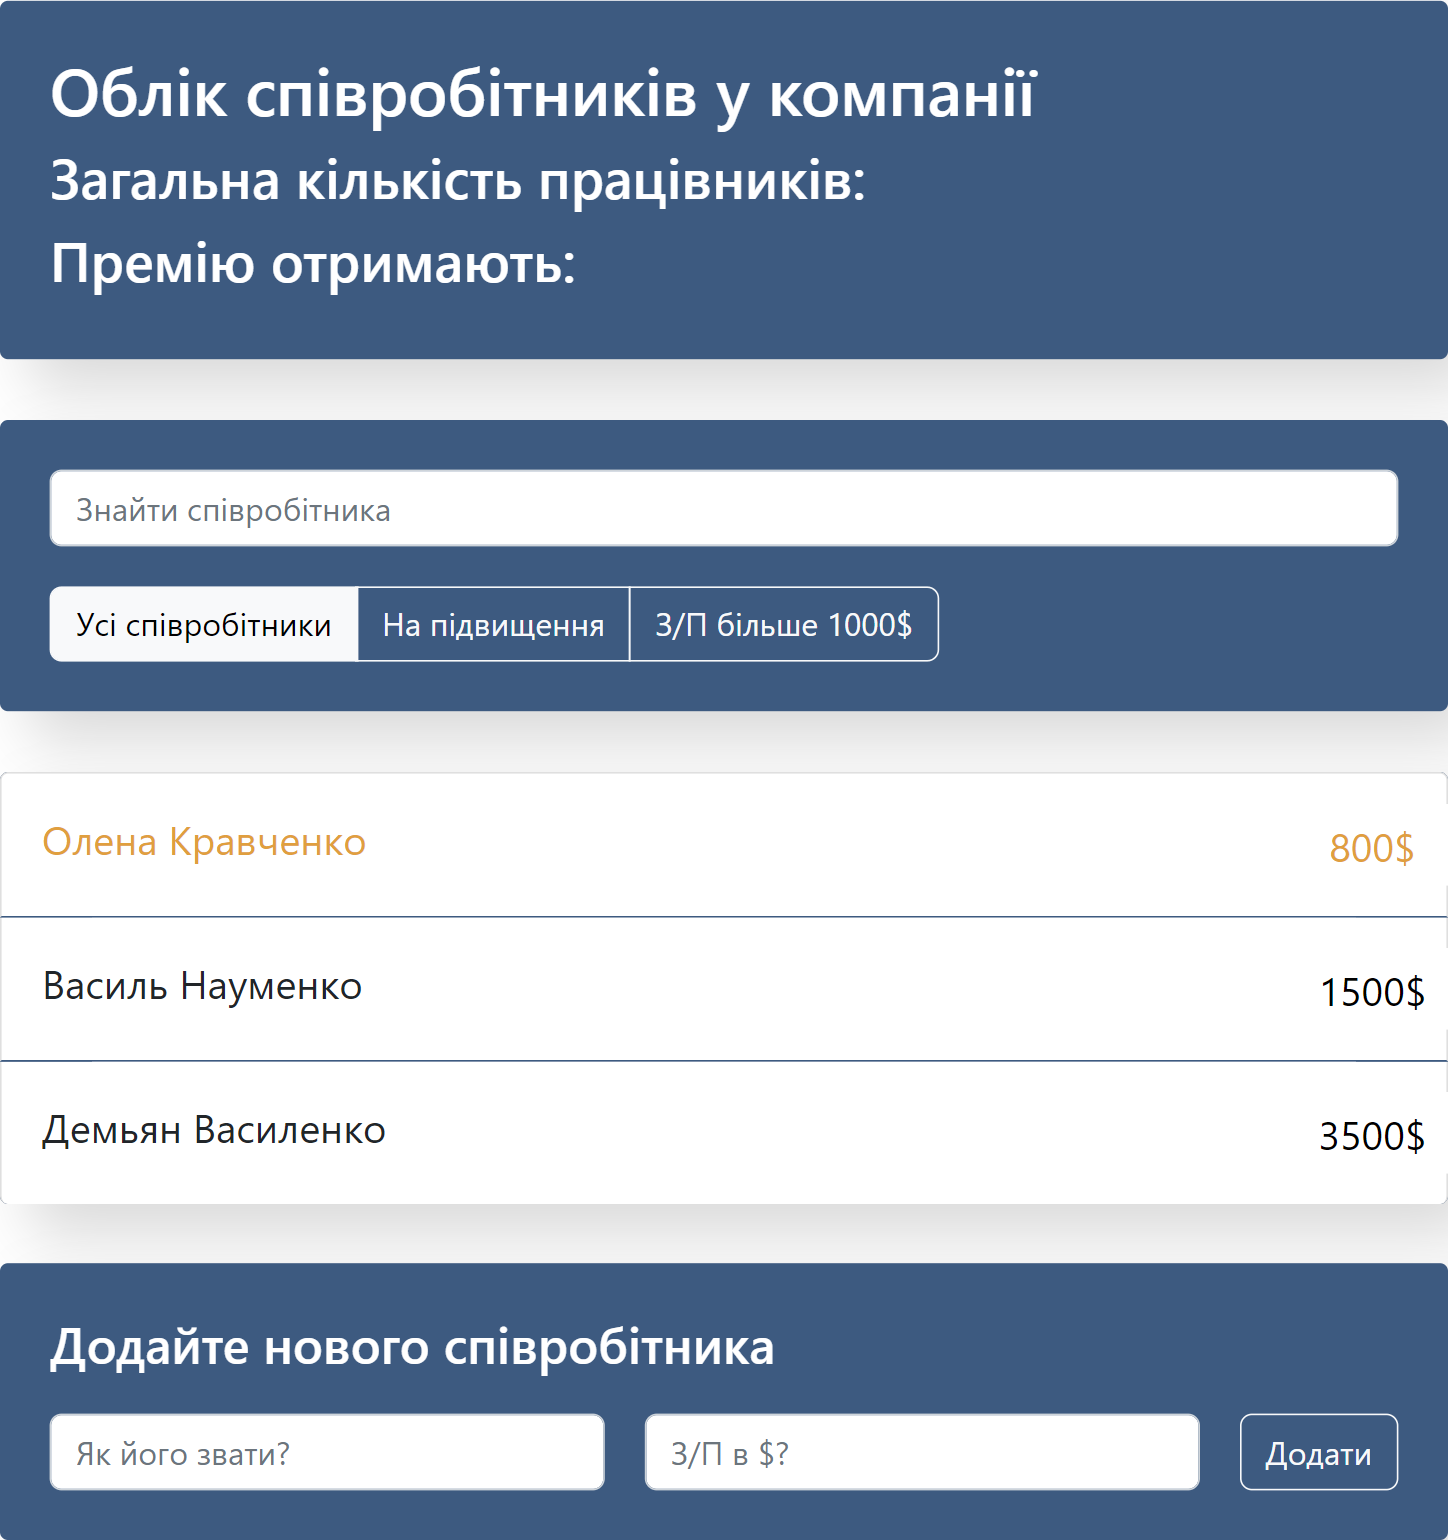 Облік співробітників у компанії
Загальна кількість працівників:
Премію отримають:
Знайти співробітника
Усі співробітники На підвищення З/П більше 1000$
Олена Кравченко 800$
Василь Науменко 1500$
Демьян Василенко 3500$
Додайте нового співробітника
Як його звати? З/П в $? Додати